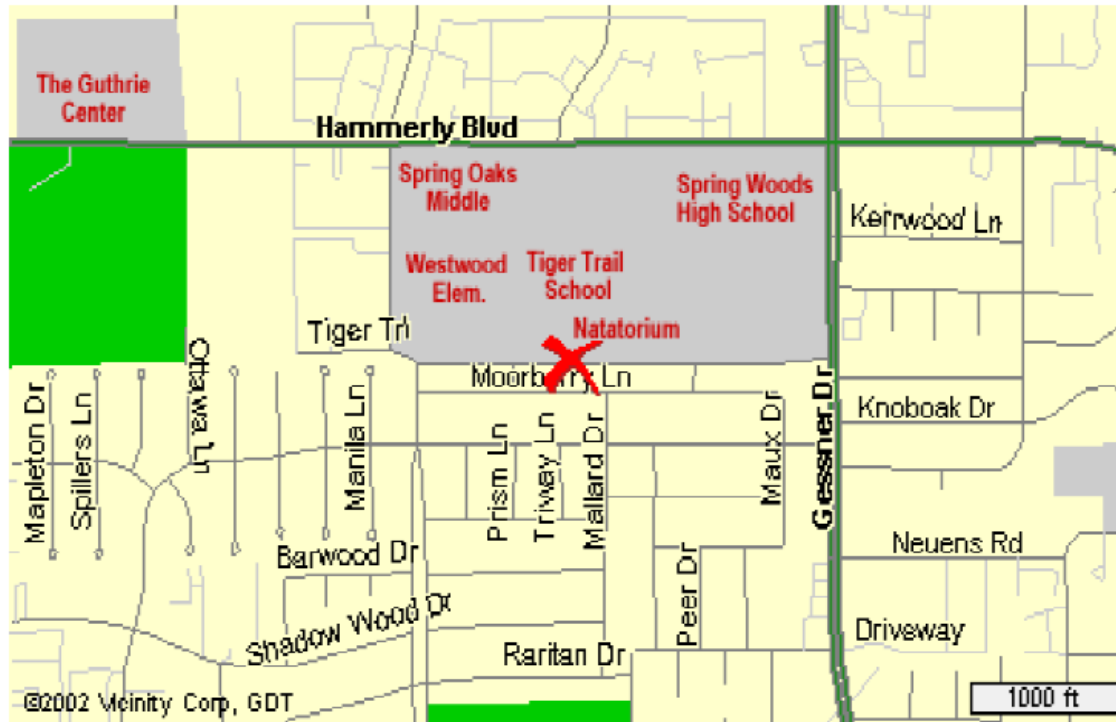 The Guthrie
Center
Hammerly Blvd
Spring Oaks
Middle
Spring Woods
High School
Kerrwood Ln
Westwood
Elem.
Tiger Trail
School
Tiger Trl
Natatorium
Moorberry Ln
Ottawa Ln
Mapleton Dr
Spillers Ln
Manila Ln
Prism Ln
Triway Ln
Mallard Dr
Maux Dr
Gessner Dr
Knoboak Dr
Neuens Rd
Barwood Dr
Peer Dr
Shadow Wood Dr
Raritan Dr
Driveway
©2002 Vicinity Corp, GDT
1000 ft